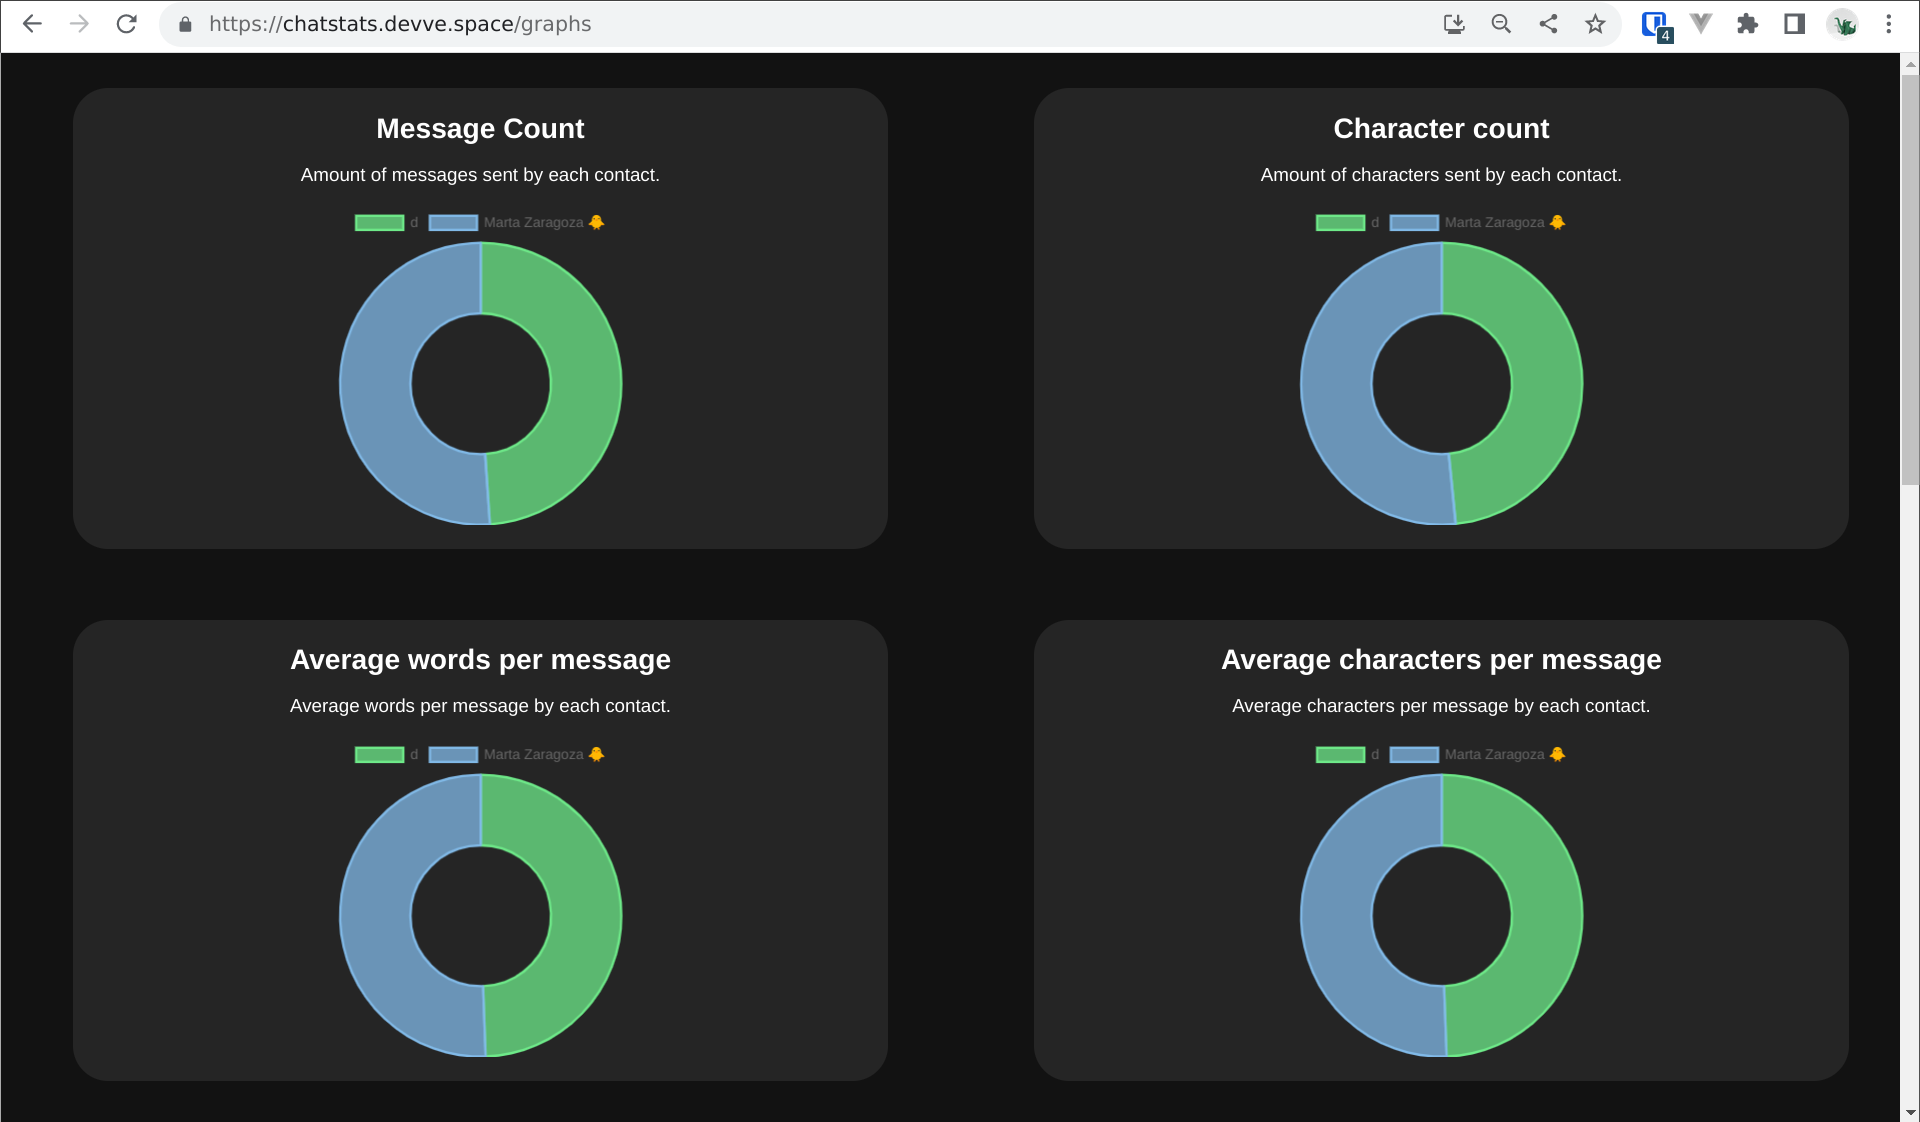 https://chatstats.devve.space/graphs
4
Message Count
Amount of messages sent by each contact.
d Marta Zaragoza 🐥
Character count
Amount of characters sent by each contact.
d Marta Zaragoza 🐥
Average words per message
Average words per message by each contact.
d Marta Zaragoza 🐥
Average characters per message
Average characters per message by each contact.
d Marta Zaragoza 🐥